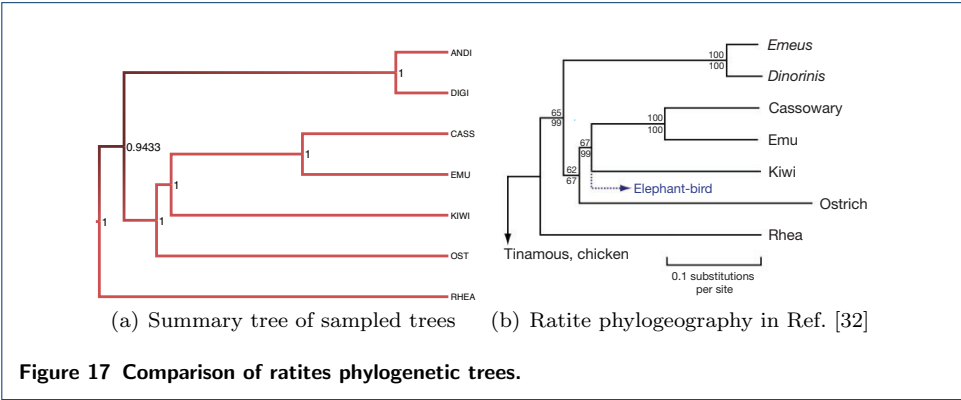 ANDI
1
DIGI
CASS
0.9433
1
EMU
1
KIWI
1
1
OST
RHEA
(a) Summary tree of sampled trees
Emeus
100
100
Dinorinis
Cassowary
65
99
100
100
Emu
67
99
Kiwi
62
67
Elephant-bird
Ostrich
Rhea
Tinamous, chicken
0.1 substitutions
per site
(b) Ratite phylogeography in Ref. [32]
Figure 17 Comparison of ratites phylogenetic trees.